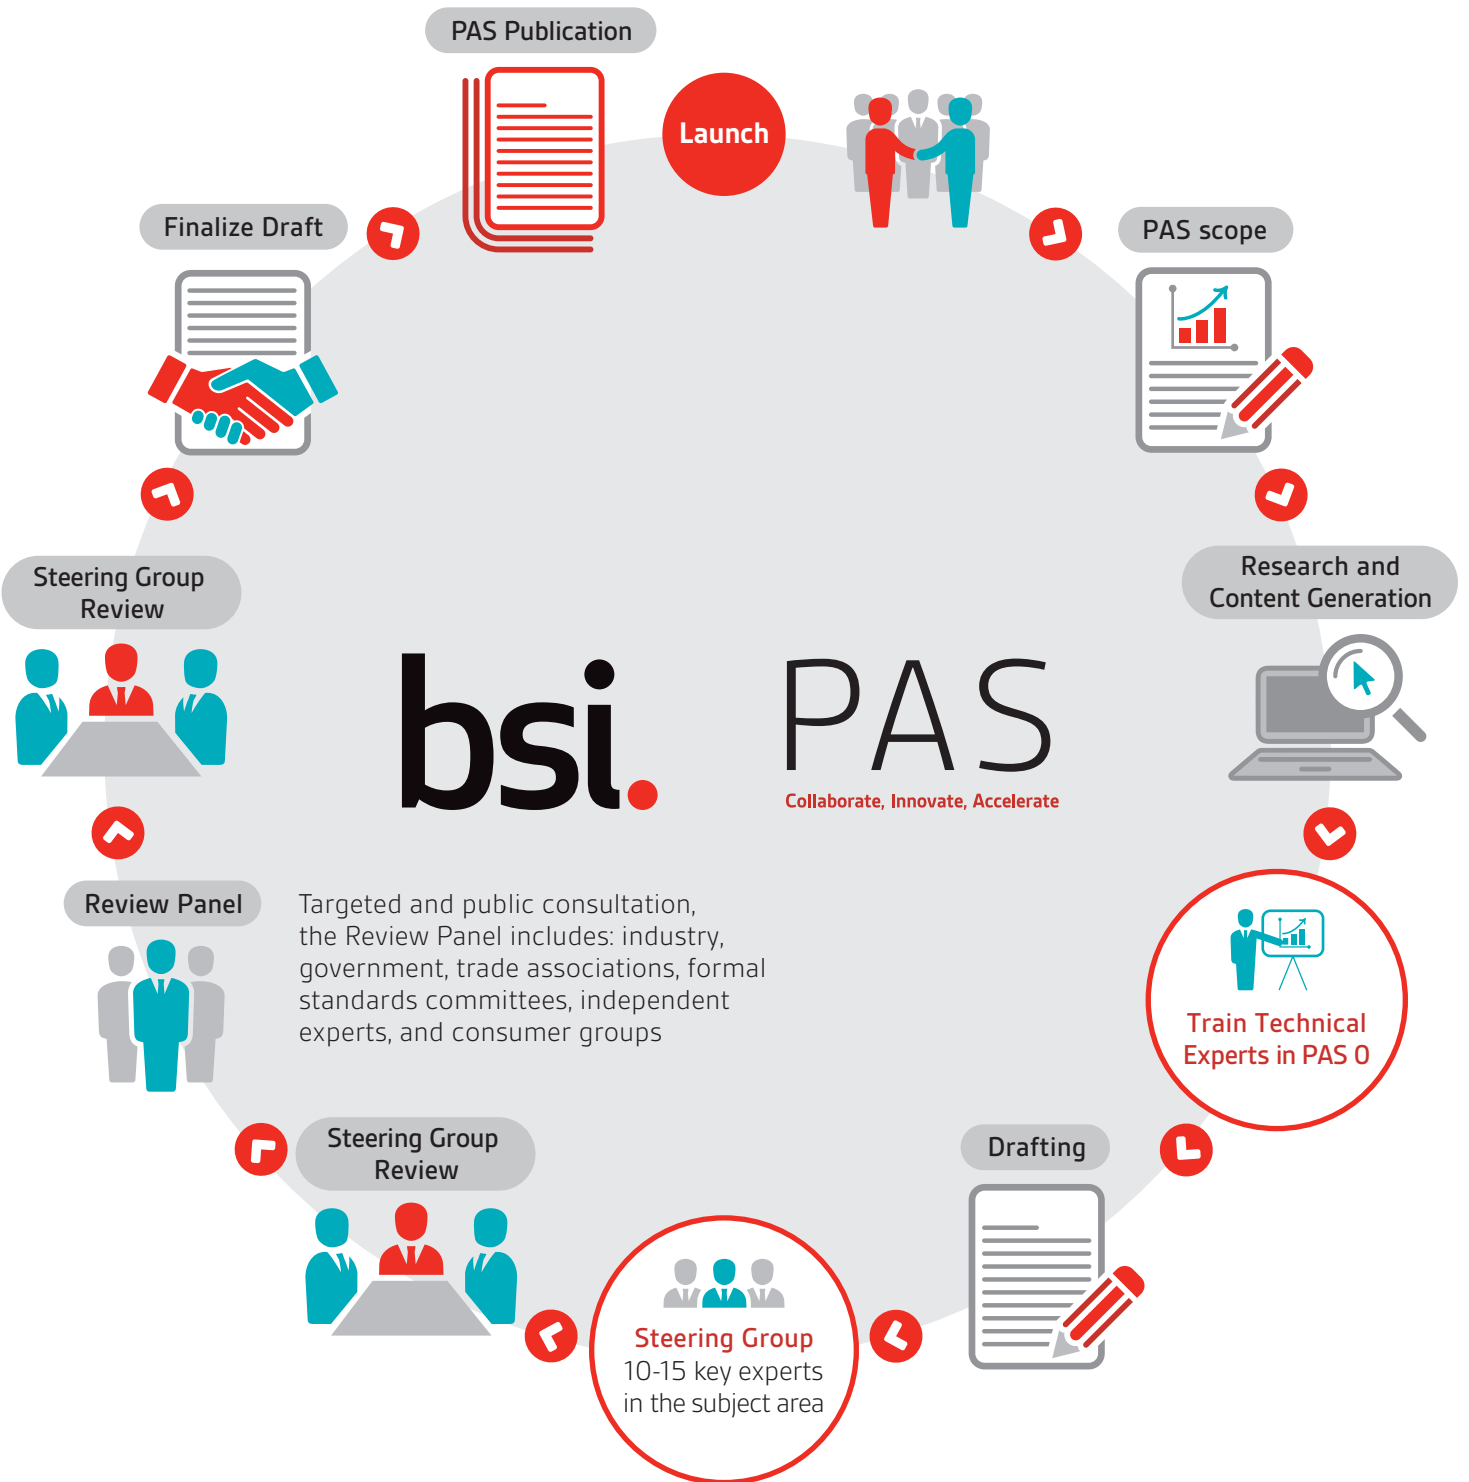 PAS Publication
Launch
PAS scope
Research and
Content Generation
Train Technical
Experts in PAS 0
Drafting
Steering Group
10-15 key experts
in the subject area
Steering Group
Review
Review Panel
Targeted and public consultation,
the Review Panel includes: industry,
government, trade associations, formal
standards committees, independent
experts, and consumer groups
Steering Group
Review
Finalize Draft
bsi.
PAS
Collaborate, Innovate, Accelerate